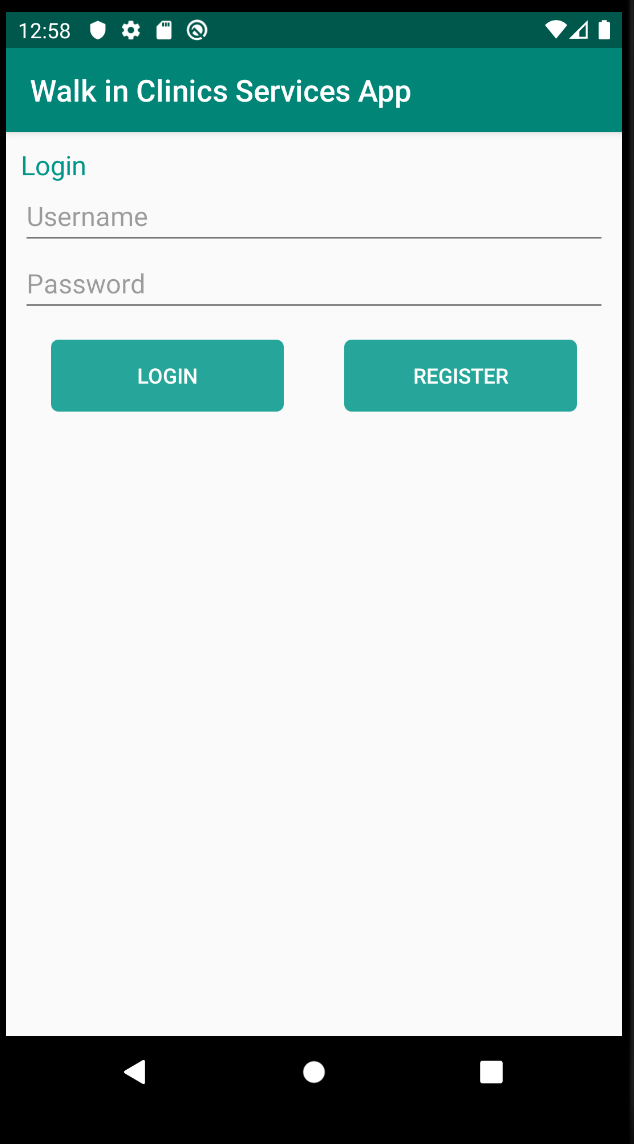 12:58
Walk in Clinics Services App
Login
Username
Password
LOGIN REGISTER